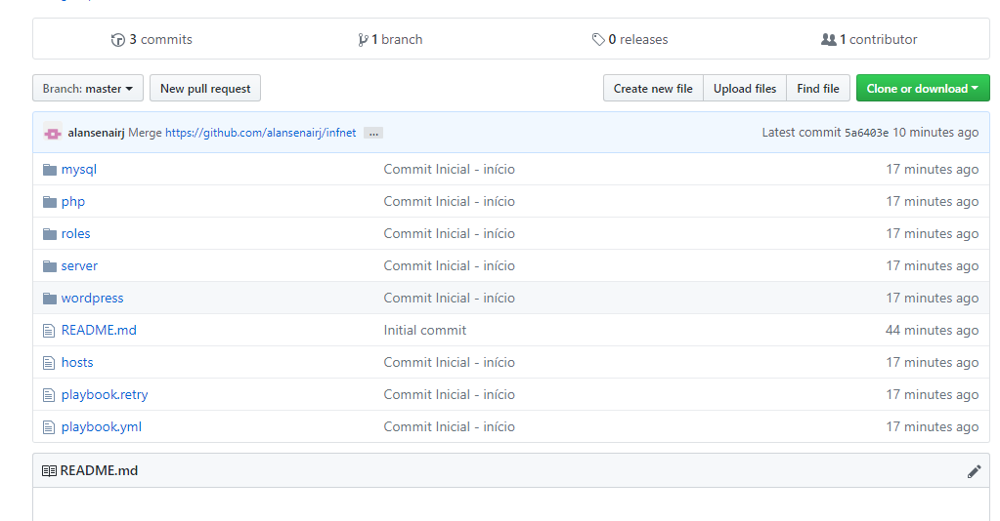 3 commits 1 branch 0 releases 1 contributor
Branch: master New pull request Create new file Upload files Find file Clone or download
alansenairj Merge https://github.com/alansenairj/infnet ... Latest commit 5a6403e 10 minutes ago
mysql Commit Inicial - início 17 minutes ago
php Commit Inicial - início 17 minutes ago
roles Commit Inicial - início 17 minutes ago
server Commit Inicial - início 17 minutes ago
wordpress Commit Inicial - início 17 minutes ago
README.md Initial commit 44 minutes ago
hosts Commit Inicial - início 17 minutes ago
playbook.retry Commit Inicial - início 17 minutes ago
playbook.yml Commit Inicial - início 17 minutes ago
README.md